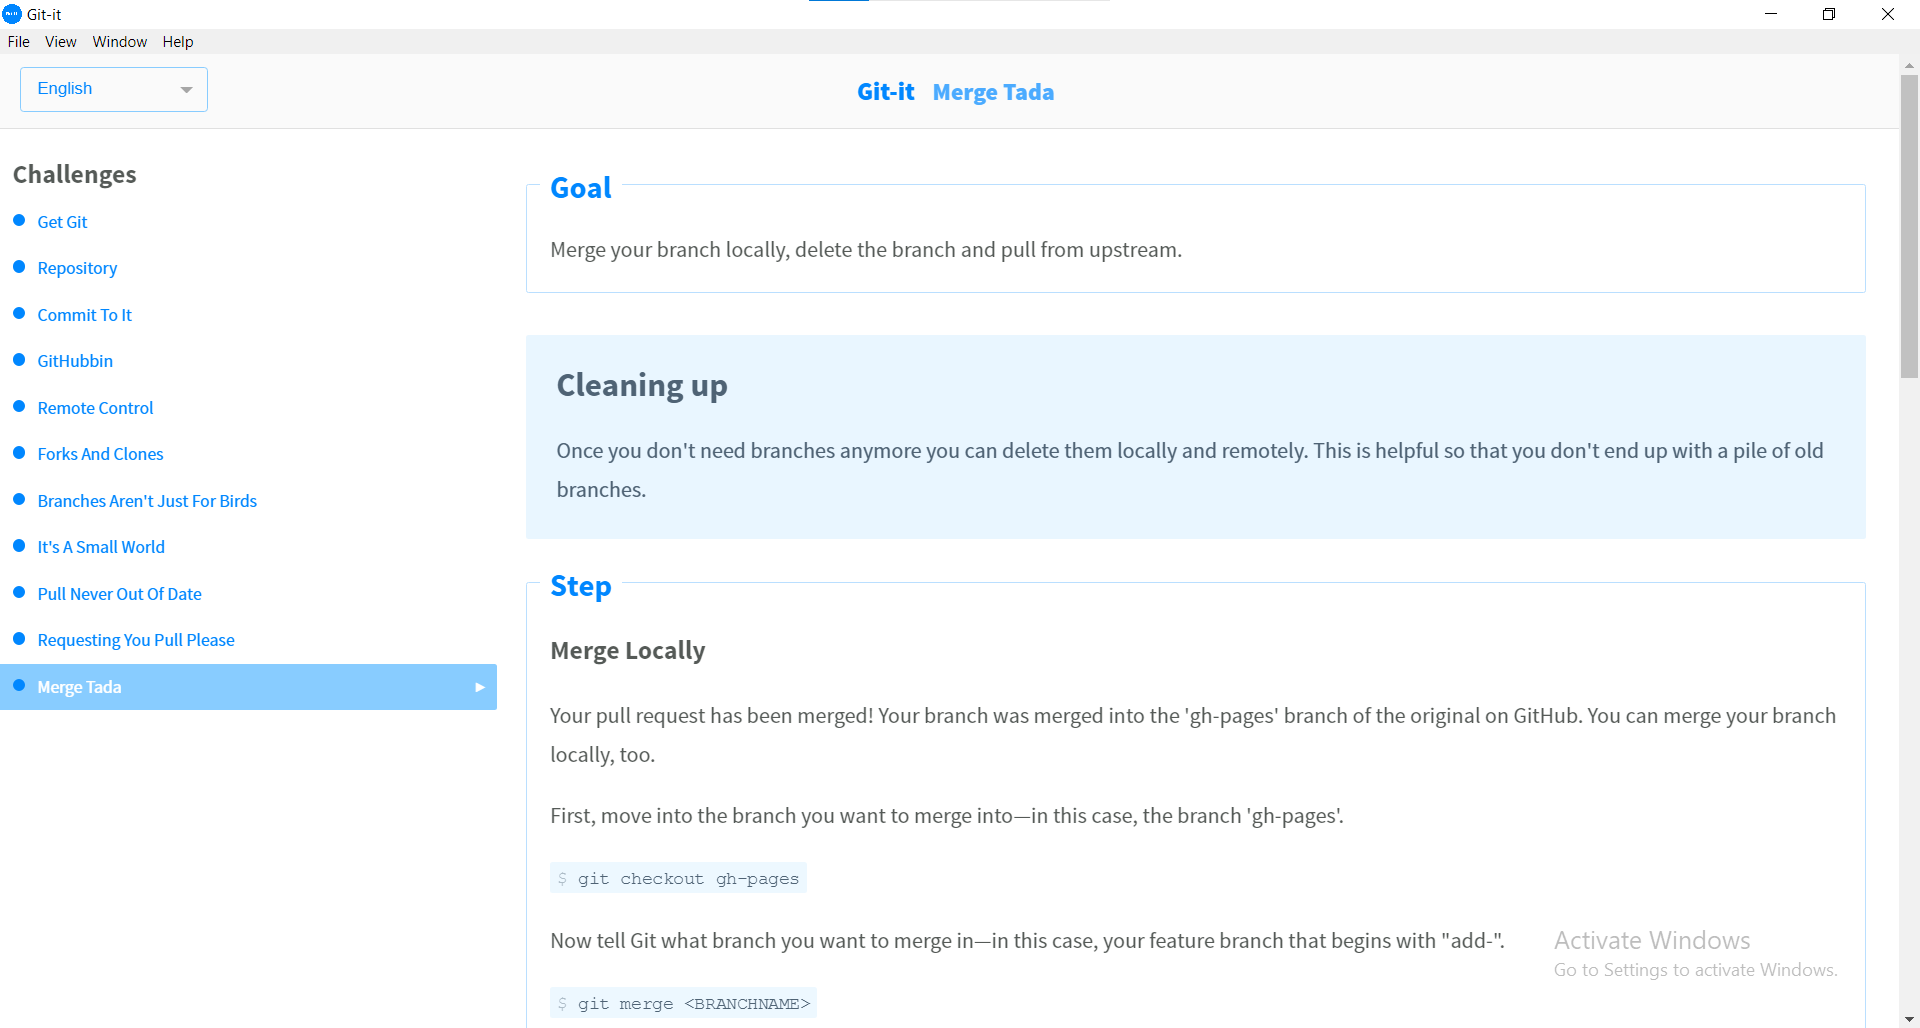 Git-it
File View Window Help
English
Git-it Merge Tada
Challenges
Get Git
Repository
Commit To It
GitHubbin
Remote Control
Forks And Clones
Branches Aren't Just For Birds
It's A Small World
Pull Never Out Of Date
Requesting You Pull Please
Merge Tada
Goal
Merge your branch locally, delete the branch and pull from upstream.
Cleaning up
Once you don't need branches anymore you can delete them locally and remotely. This is helpful so that you don't end up with a pile of old
branches.
Step
Merge Locally
Your pull request has been merged! Your branch was merged into the 'gh-pages' branch of the original on GitHub. You can merge your branch
locally, too.
First, move into the branch you want to merge into—in this case, the branch 'gh-pages'.
$ git checkout gh-pages
Now tell Git what branch you want to merge in—in this case, your feature branch that begins with "add-".
$ git merge <BRANCHNAME>
Activate Windows
Go to Settings to activate Windows.